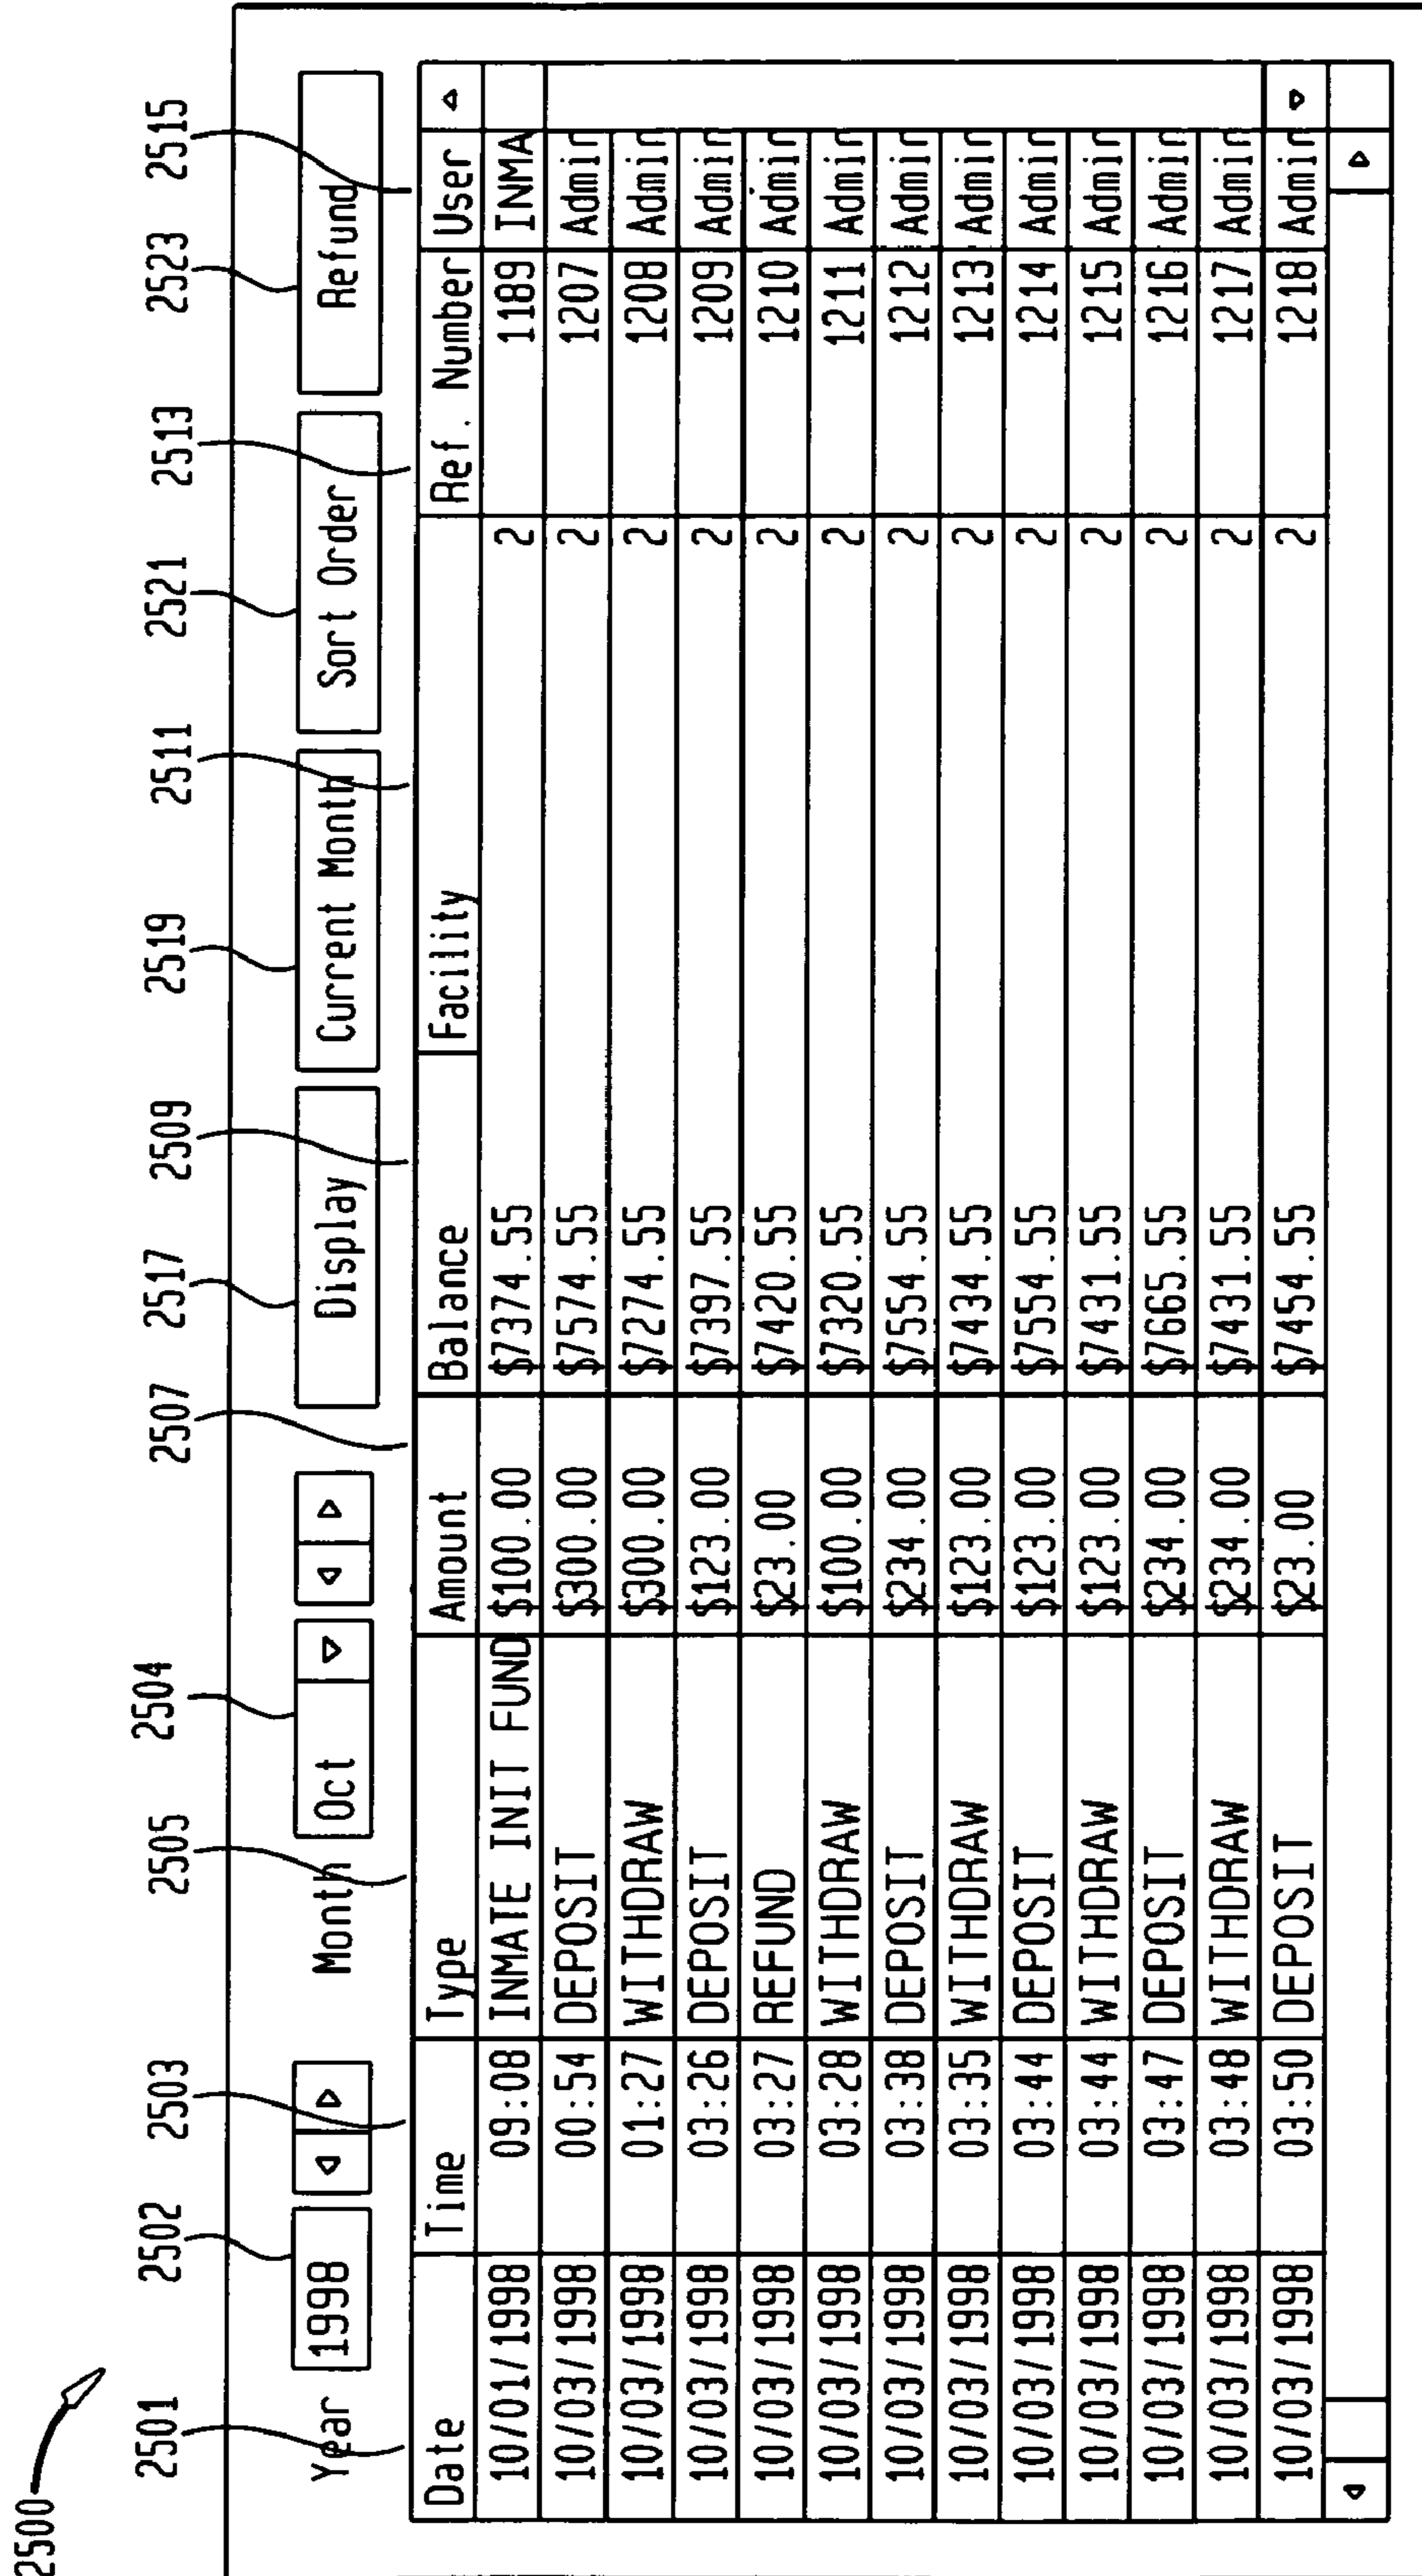 2500
2501 2502 2503 2505 2504 2507 2517 2509 2519 2511 2521 2513 2523 2515
Year 1998 Month Oct Display Current Month Sort Order Refund
Date Time Type Amount Balance Facility Ref. Number User
10/01/1998 09:08 INMATE INIT FUND $100.00 $7374.55 2 1189 INMA
10/03/1998 00:54 DEPOSIT $300.00 $7574.55 2 1207 Admin
10/03/1998 01:27 WITHDRAW $300.00 $7274.55 2 1208 Admin
10/03/1998 03:26 DEPOSIT $123.00 $7397.55 2 1209 Admin
10/03/1998 03:27 REFUND $23.00 $7420.55 2 1210 Admin
10/03/1998 03:28 WITHDRAW $100.00 $7320.55 2 1211 Admin
10/03/1998 03:38 DEPOSIT $234.00 $7554.55 2 1212 Admin
10/03/1998 03:35 WITHDRAW $123.00 $7434.55 2 1213 Admin
10/03/1998 03:44 DEPOSIT $123.00 $7554.55 2 1214 Admin
10/03/1998 03:44 WITHDRAW $123.00 $7431.55 2 1215 Admin
10/03/1998 03:47 DEPOSIT $234.00 $7665.55 2 1216 Admin
10/03/1998 03:48 WITHDRAW $234.00 $7431.55 2 1217 Admin
10/03/1998 03:50 DEPOSIT $23.00 $7454.55 2 1218 Admin